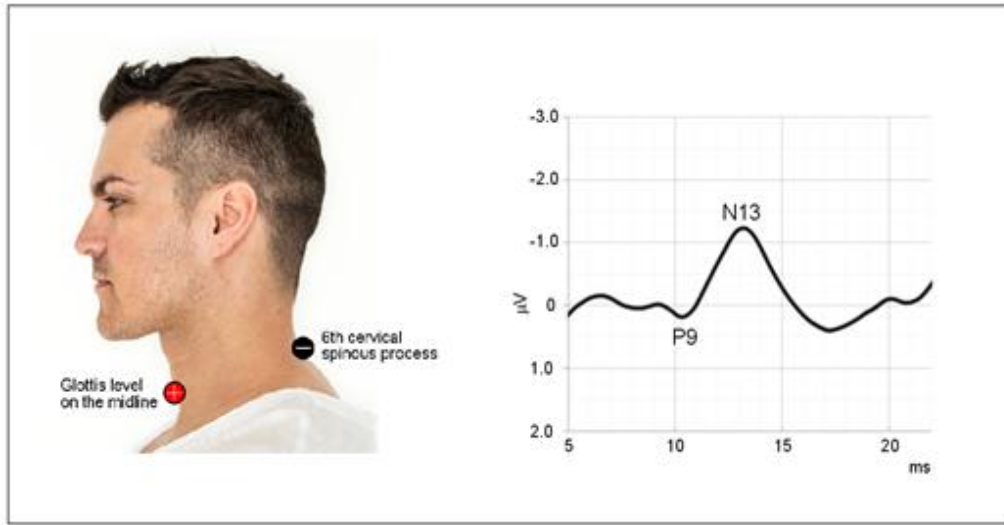 6th cervical
spinous process
Glottis level
on the midline
-3.0
-2.0
-1.0
0
1.0
2.0
µV
N13
P9
5
10
15
20
ms